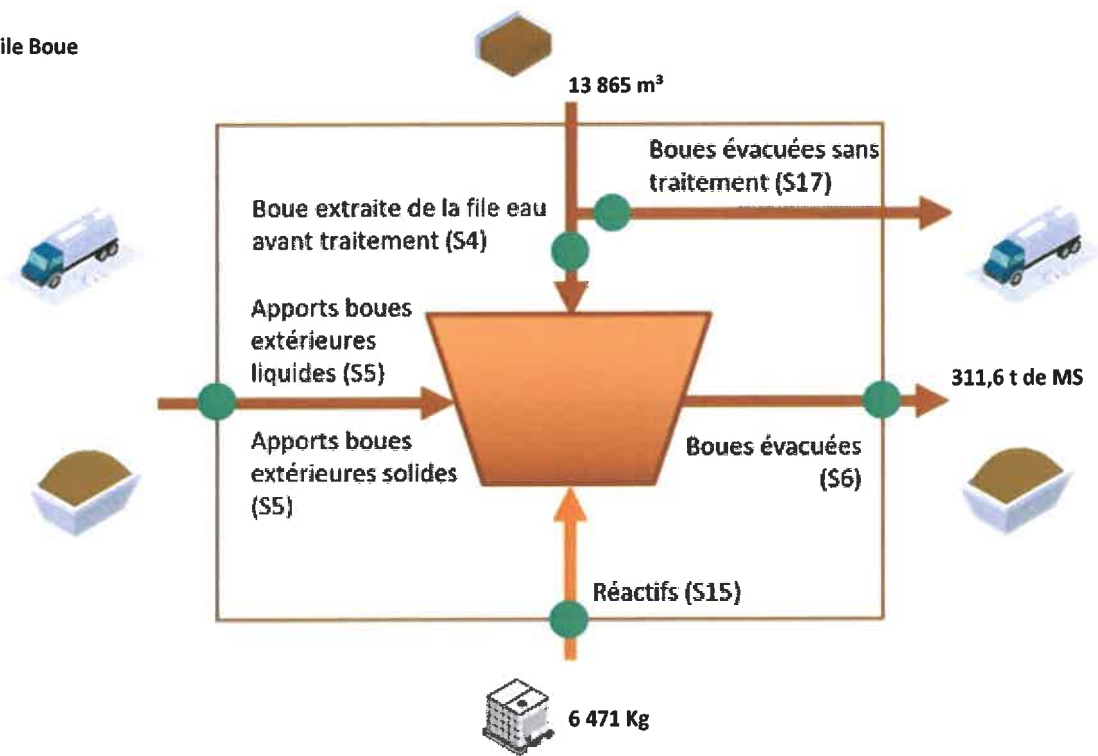 ile Boue
13 865 m³
Boues évacuées sans
traitement (S17)
Boue extraite de la file eau
avant traitement (S4)
Apports boues
extérieures
liquides (S5)
311,6 t de MS
Apports boues
extérieures solides
(S5)
Boues évacuées
(S6)
Réactifs (S15)
6 471 Kg